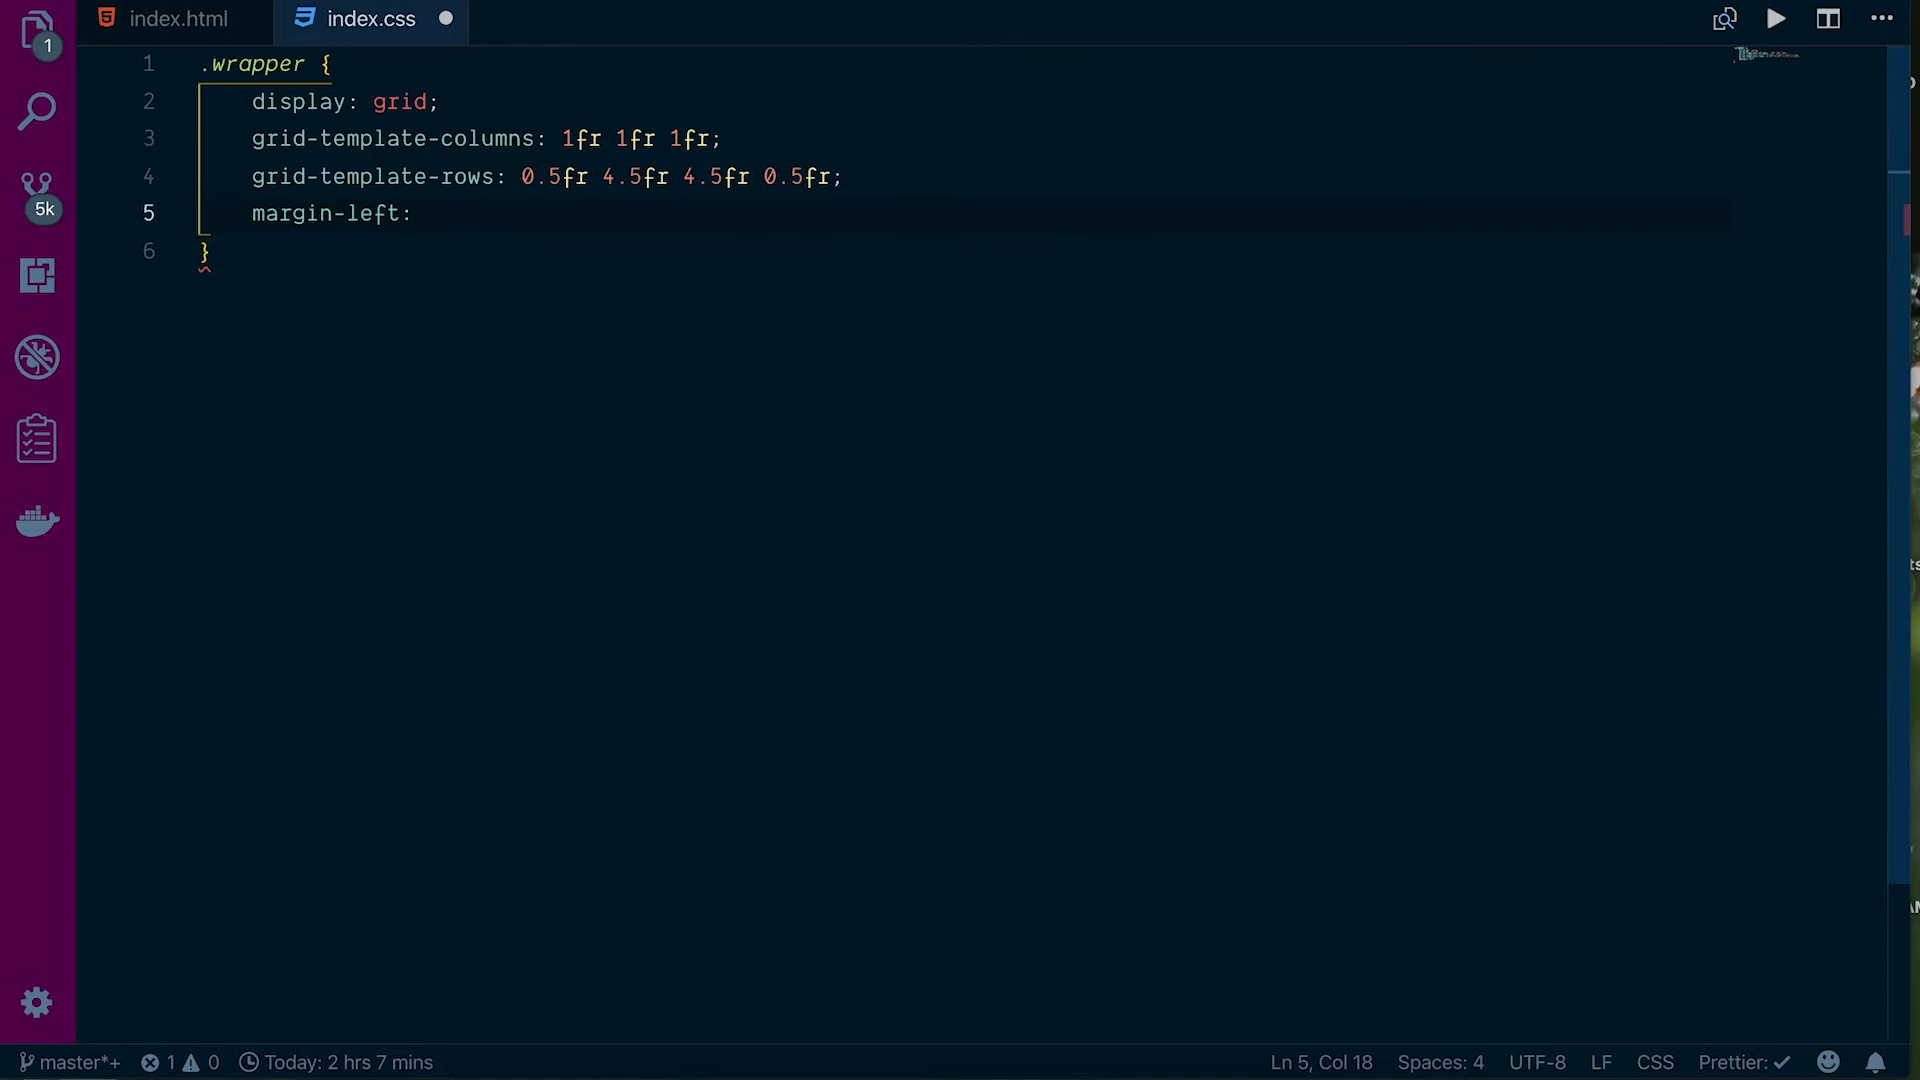 index.html
index.css
1
5k
1 .wrapper {
2 display: grid;
3 grid-template-columns: 1fr 1fr 1fr;
4 grid-template-rows: 0.5fr 4.5fr 4.5fr 0.5fr;
5 margin-left:
6 }
master*+ 1 0 Today: 2 hrs 7 mins Ln 5, Col 18 Spaces: 4 UTF-8 LF CSS Prettier: ✓